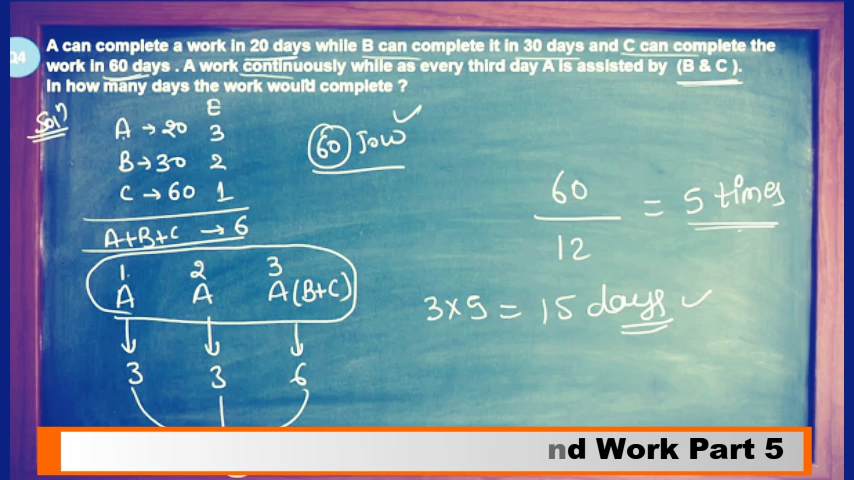 Q4
A can complete a work in 20 days while B can complete it in 30 days and C can complete the
work in 60 days . A work continuously while as every third day A is assisted by (B & C ).
In how many days the work would complete ?
Sol'n
E
A → 20 3
B → 30 2
C → 60 1
A+B+C → 6
60
1 2 3
A A A(B+C)
3 3 6
60 / 12 = 5 times
3×5 = 15 days ✓
nd Work Part 5